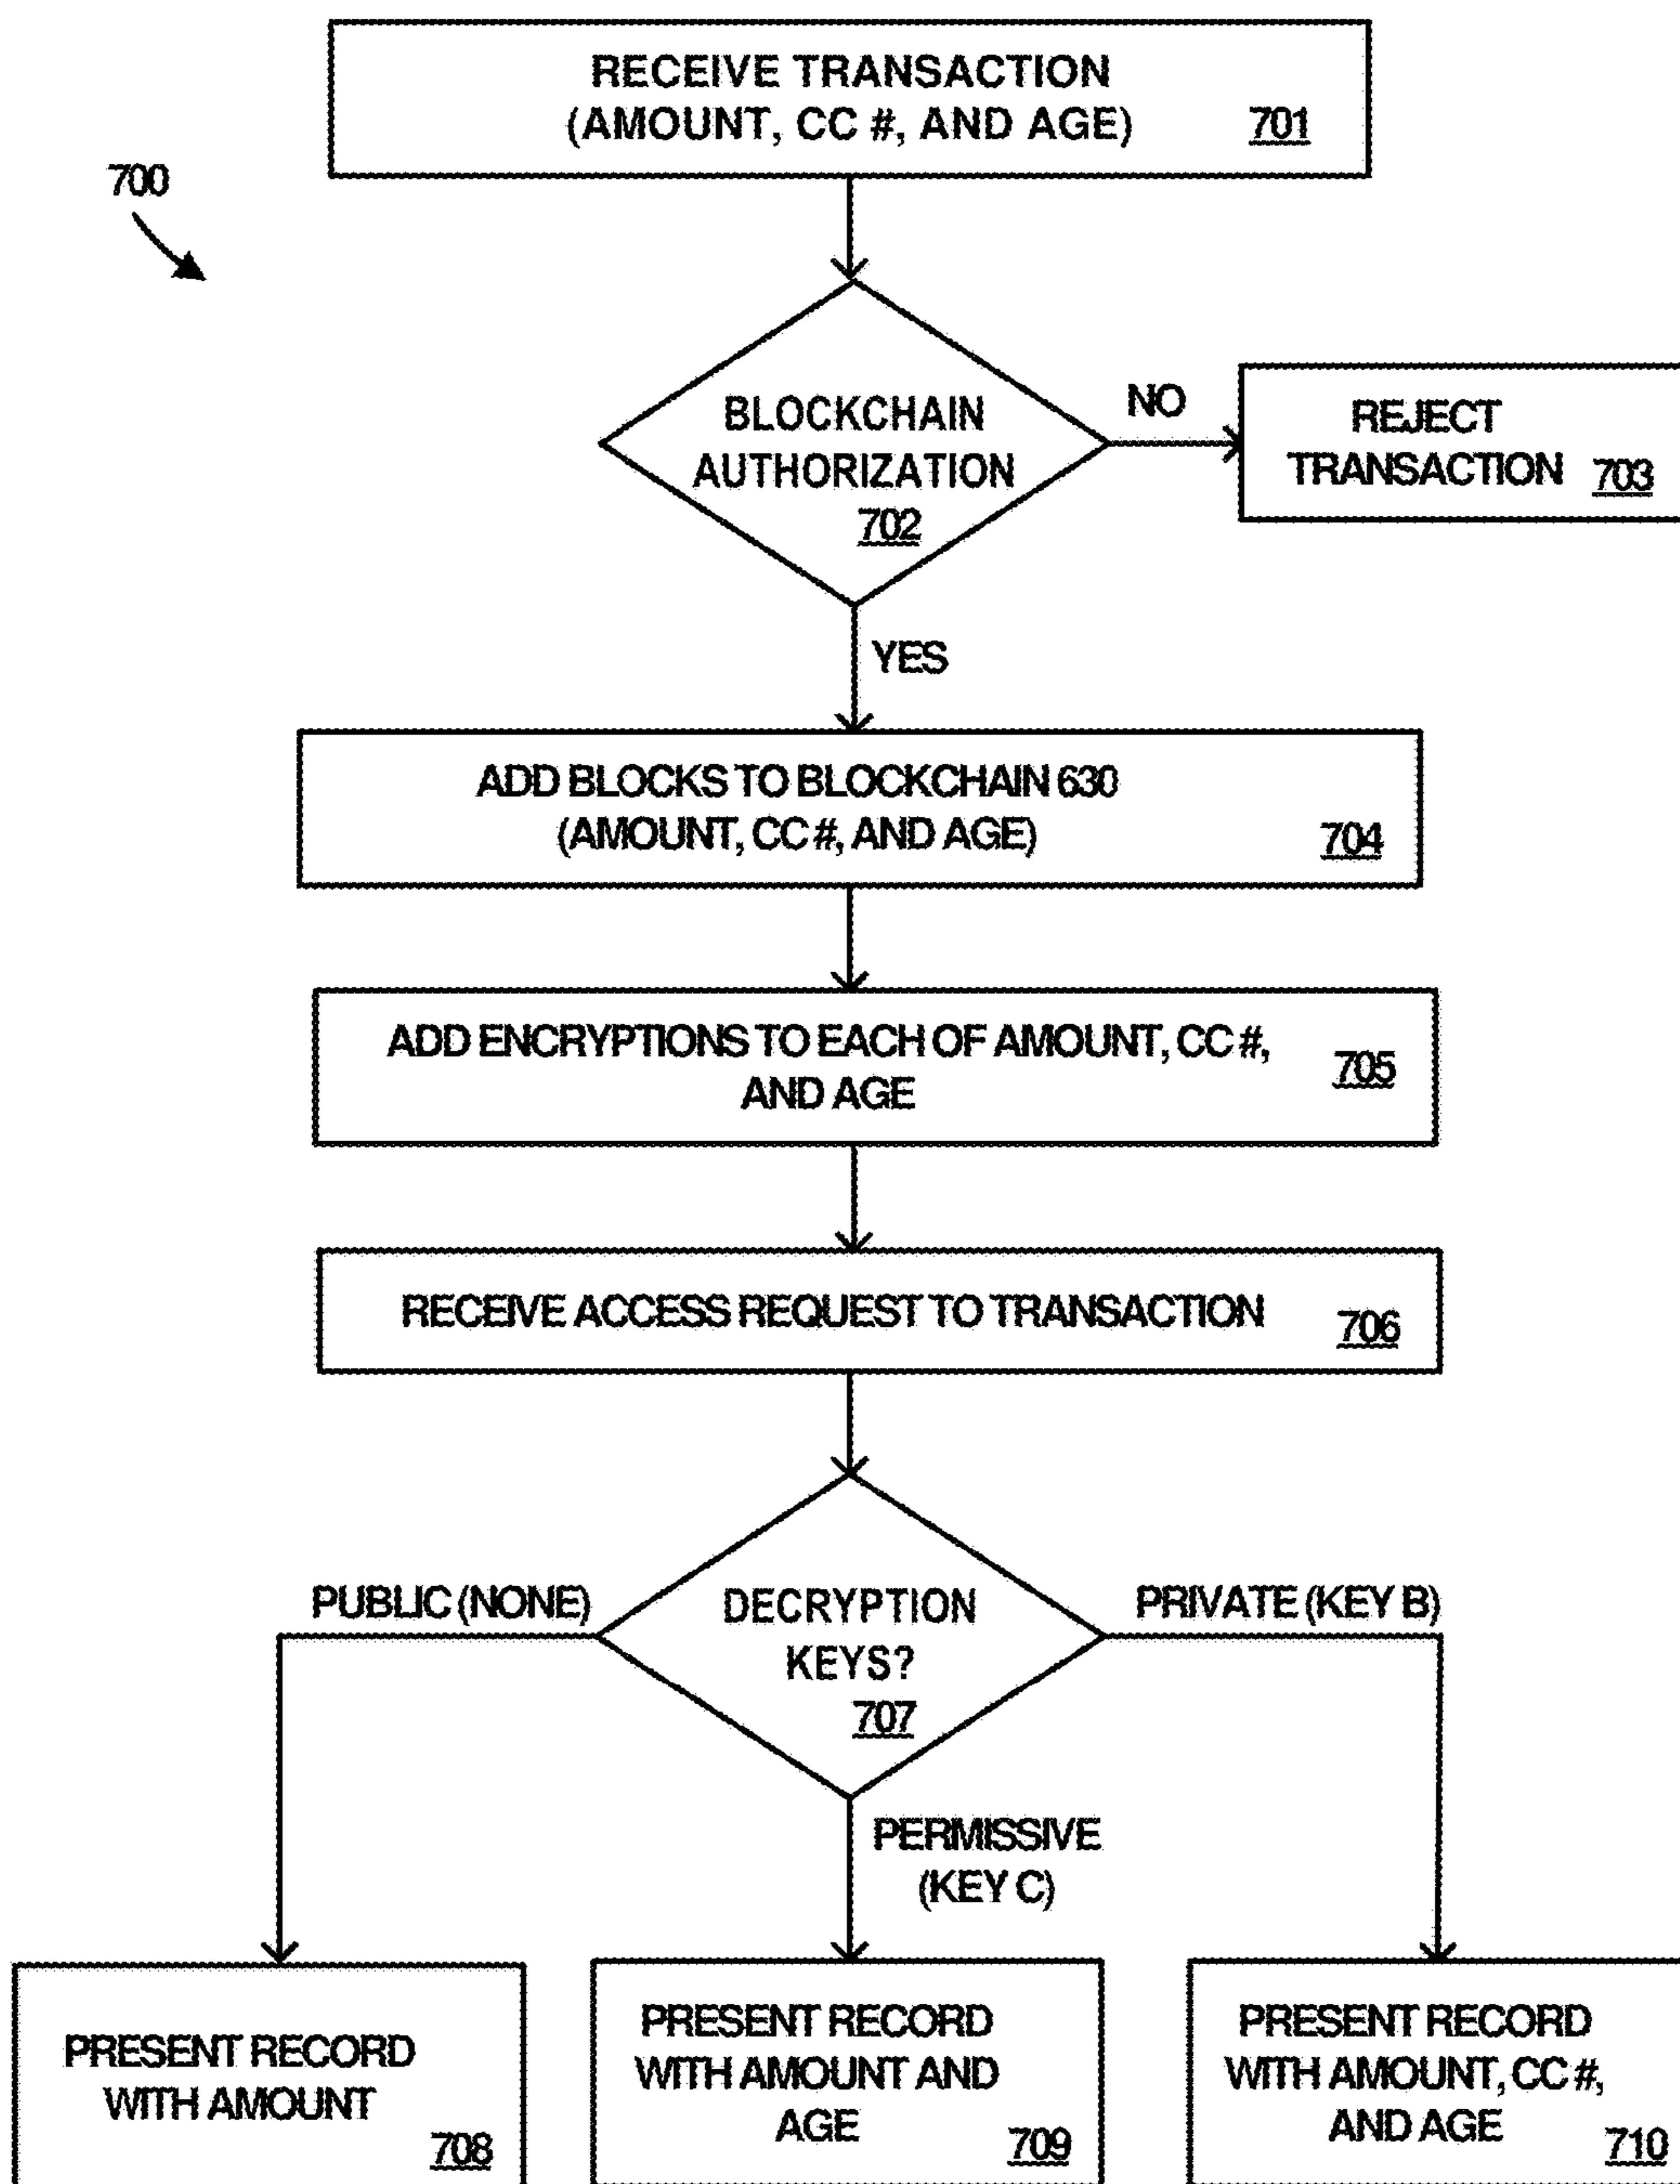 RECEIVE TRANSACTION
(AMOUNT, CC #, AND AGE) 701
700
BLOCKCHAIN
AUTHORIZATION
702
NO
REJECT
TRANSACTION 703
YES
ADD BLOCKS TO BLOCKCHAIN 630
(AMOUNT, CC #, AND AGE) 704
ADD ENCRYPTIONS TO EACH OF AMOUNT, CC #,
AND AGE 705
RECEIVE ACCESS REQUEST TO TRANSACTION 706
DECRYPTION
KEYS?
707
PUBLIC (NONE)
PRIVATE (KEY B)
PERMISSIVE
(KEY C)
PRESENT RECORD
WITH AMOUNT
708
PRESENT RECORD
WITH AMOUNT AND
AGE 709
PRESENT RECORD
WITH AMOUNT, CC #,
AND AGE 710